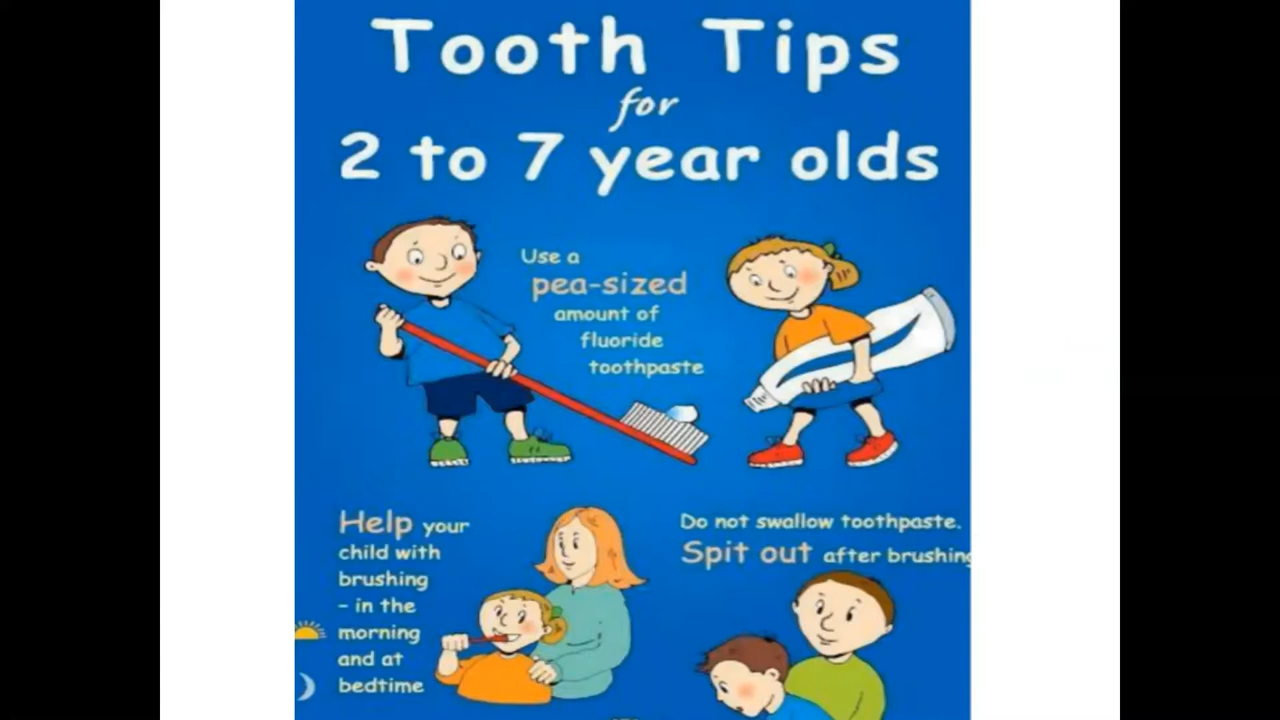 Tooth Tips
for
2 to 7 year olds
Use a
pea-sized
amount of
fluoride
toothpaste
Help your
child with
brushing
– in the
morning
and at
bedtime
Do not swallow toothpaste.
Spit out after brushing